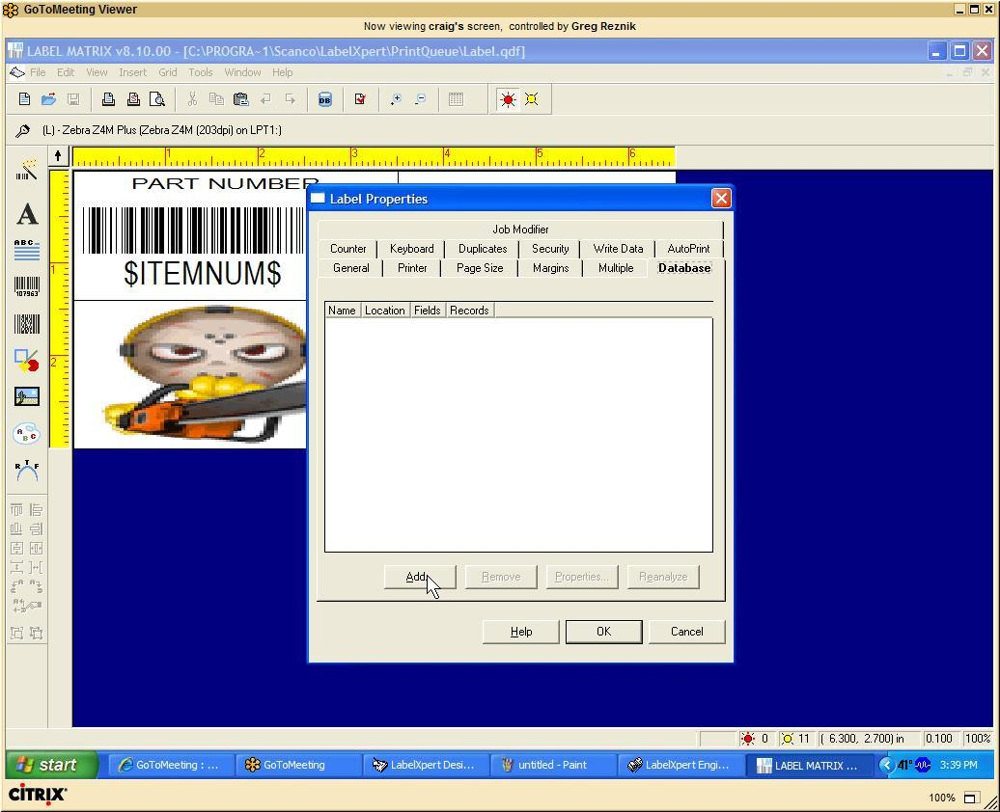 GoToMeeting Viewer
Now viewing craig's screen, controlled by Greg Reznik
LABEL MATRIX v8.10.00 - [C:\PROGRA~1\Scanco\LabelXpert\PrintQueue\Label.qdf]
File Edit View Insert Grid Tools Window Help
DB
(L) - Zebra Z4M Plus (Zebra Z4M (203dpi) on LPT1:)
1 2 3 4 5 6
1
2
PART NUMBER
$ITEMNUM$
A
ABC
107963
A B C
R T F
Label Properties
Job Modifier
Counter Keyboard Duplicates Security Write Data AutoPrint
General Printer Page Size Margins Multiple Database
Name Location Fields Records
Add Remove Properties... Reanalyze
Help OK Cancel
0 11 ( 6.300, 2.700) in 0.100 100%
start GoToMeeting : ... GoToMeeting LabelXpert Desi... untitled - Paint LabelXpert Engi... LABEL MATRIX ... 41° 3:39 PM
CITRIX 100%